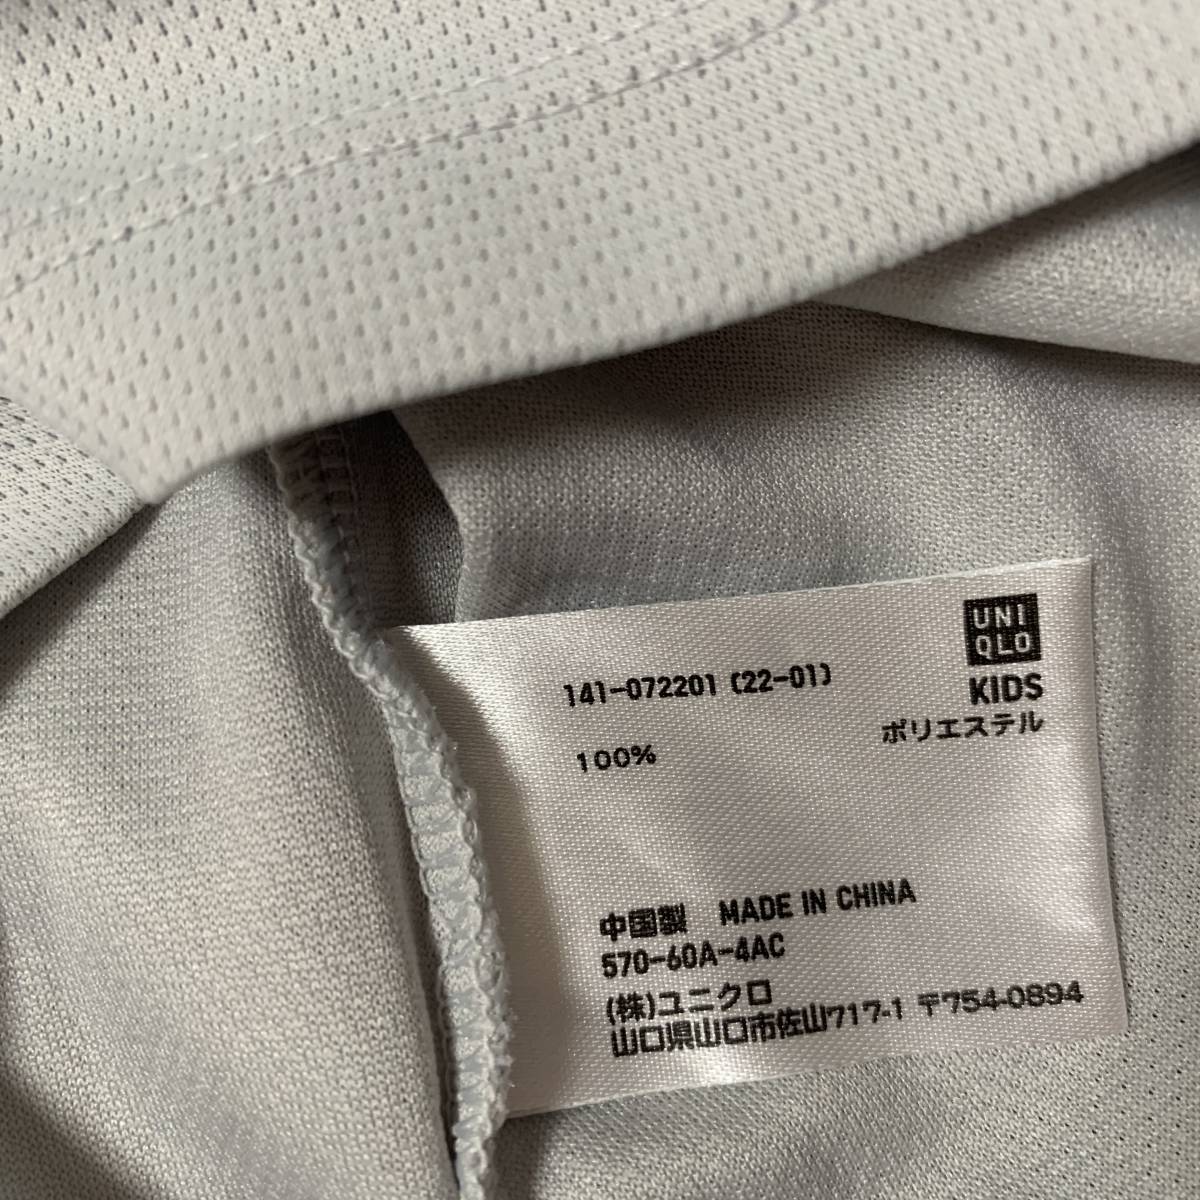 UNI
QLO
KIDS
141-072201 (22-01)
ポリエステル
100%
中国製 MADE IN CHINA
570-60A-4AC
(株)ユニクロ
山口県山口市佐山717-1 〒754-0894